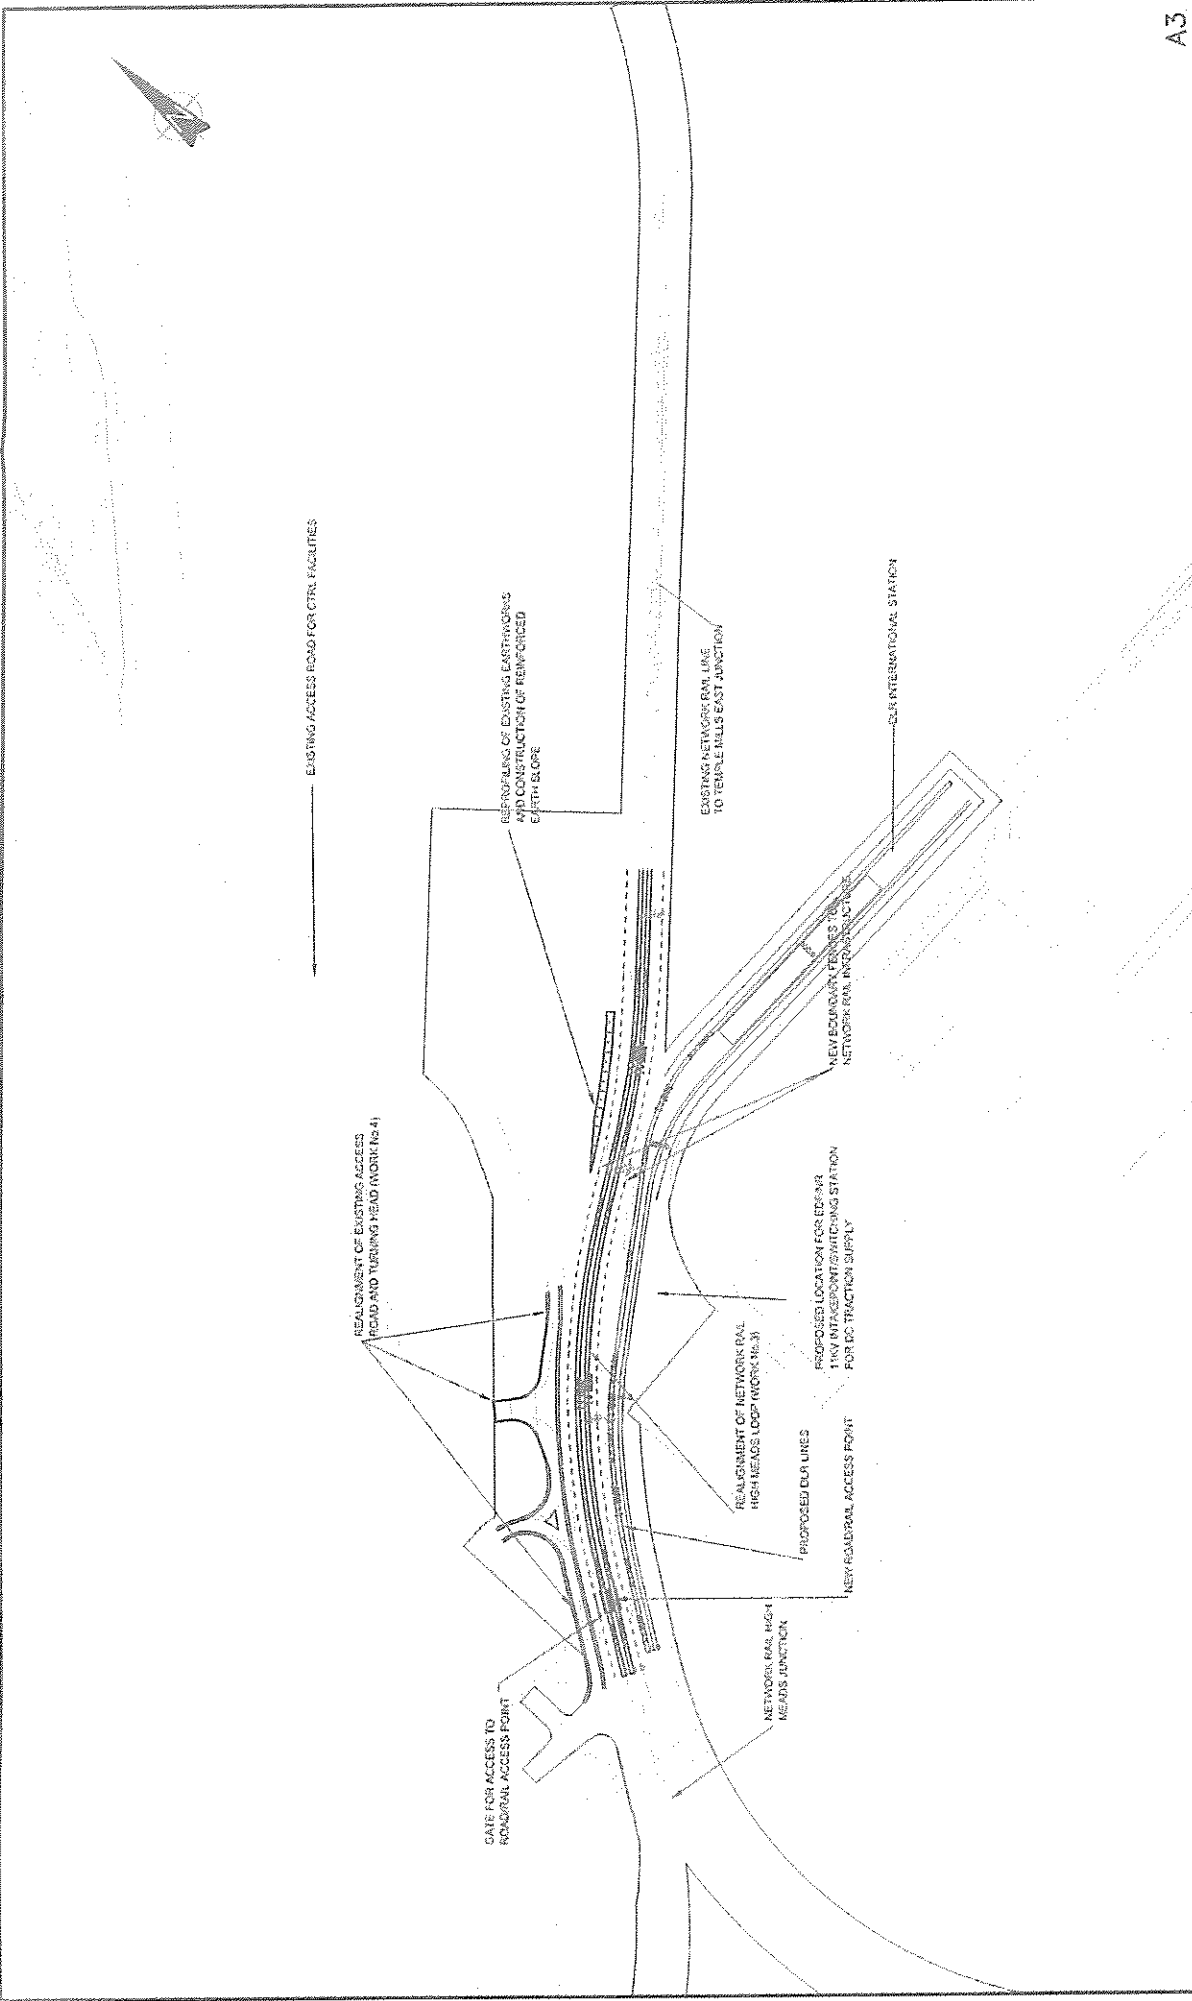 A3
EXISTING ACCESS ROAD FOR CTRL FACILITIES
REPROFILING OF EXISTING EARTHWORKS
AND CONSTRUCTION OF REINFORCED
EARTH SLOPE
REALIGNMENT OF EXISTING ACCESS
ROAD AND TURNING HEAD (WORK No.4)
GATE FOR ACCESS TO
ROAD/RAIL ACCESS POINT
EXISTING NETWORK RAIL LINE
TO TEMPLE MILLS EAST JUNCTION
DLR INTERNATIONAL STATION
NEW BOUNDARY FENCES TO
NETWORK RAIL INFRASTRUCTURE
PROPOSED LOCATION FOR EDF/NR
11KV INTAKEPOINT/SWITCHING STATION
FOR DC TRACTION SUPPLY
REALIGNMENT OF NETWORK RAIL
HIGH MEADS LOOP (WORK No.3)
PROPOSED DLR LINES
NEW ROAD/RAIL ACCESS POINT
NETWORK RAIL HIGH
MEADS JUNCTION